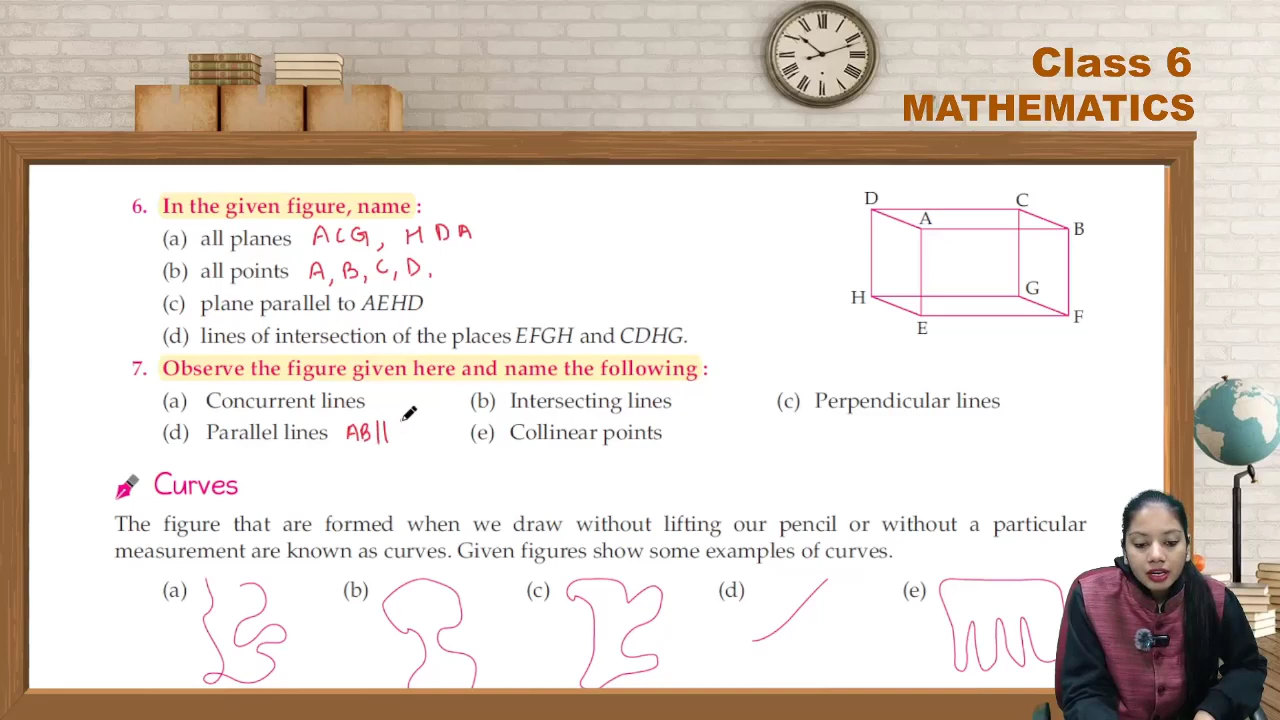 Class 6
MATHEMATICS
6. In the given figure, name :
(a) all planes ACG, HDA
(b) all points A, B, C, D,
(c) plane parallel to AEHD
(d) lines of intersection of the places EFGH and CDHG.
D
C
A
B
H
G
E
F
7. Observe the figure given here and name the following :
(a) Concurrent lines (b) Intersecting lines (c) Perpendicular lines
(d) Parallel lines AB|| (e) Collinear points
Curves
The figure that are formed when we draw without lifting our pencil or without a particular
measurement are known as curves. Given figures show some examples of curves.
(a) (b) (c) (d) (e)